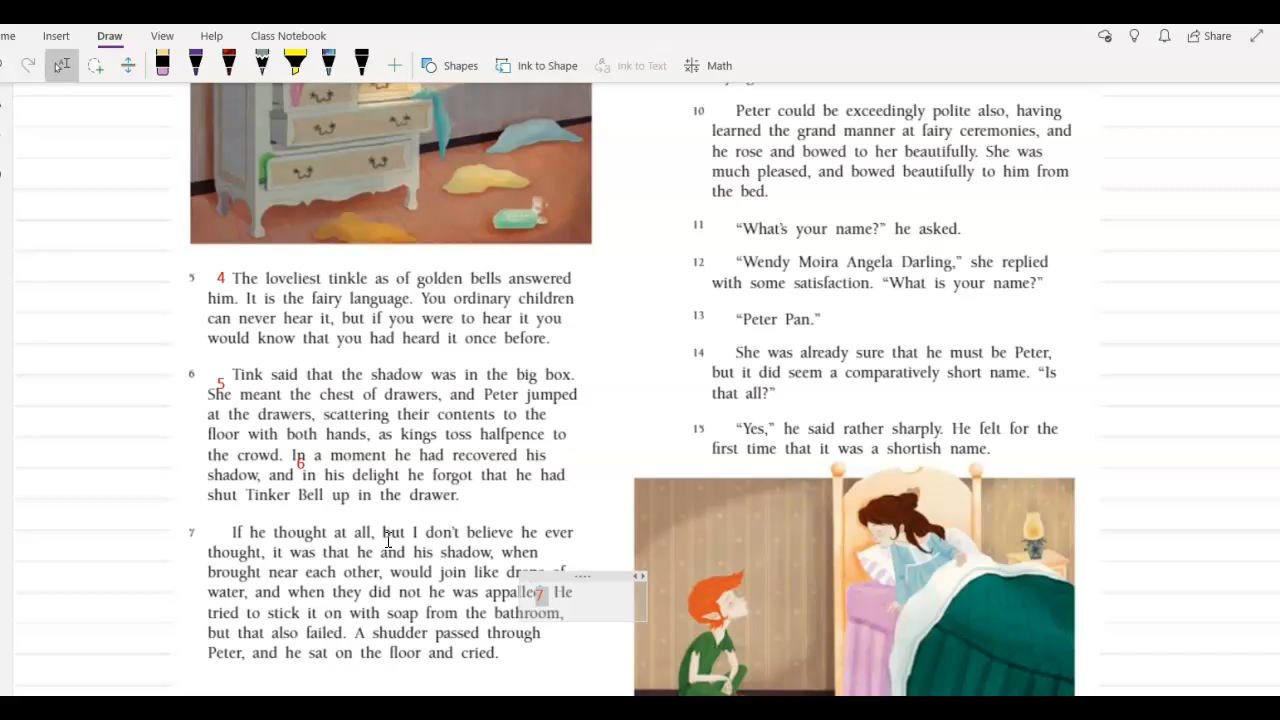 me Insert Draw View Help Class Notebook Share
Shapes Ink to Shape Ink to Text Math
5 4 The loveliest tinkle as of golden bells answered
him. It is the fairy language. You ordinary children
can never hear it, but if you were to hear it you
would know that you had heard it once before.
6 Tink said that the shadow was in the big box.
5
She meant the chest of drawers, and Peter jumped
at the drawers, scattering their contents to the
floor with both hands, as kings toss halfpence to
the crowd. In a moment he had recovered his
6
shadow, and in his delight he forgot that he had
shut Tinker Bell up in the drawer.
7 If he thought at all, but I don't believe he ever
thought, it was that he and his shadow, when
brought near each other, would join like drops of
water, and when they did not he was appalled. He
7
tried to stick it on with soap from the bathroom,
but that also failed. A shudder passed through
Peter, and he sat on the floor and cried.
10 Peter could be exceedingly polite also, having
learned the grand manner at fairy ceremonies, and
he rose and bowed to her beautifully. She was
much pleased, and bowed beautifully to him from
the bed.
11 “What's your name?” he asked.
12 “Wendy Moira Angela Darling,” she replied
with some satisfaction. “What is your name?”
13 “Peter Pan.”
14 She was already sure that he must be Peter,
but it did seem a comparatively short name. “Is
that all?”
15 “Yes,” he said rather sharply. He felt for the
first time that it was a shortish name.